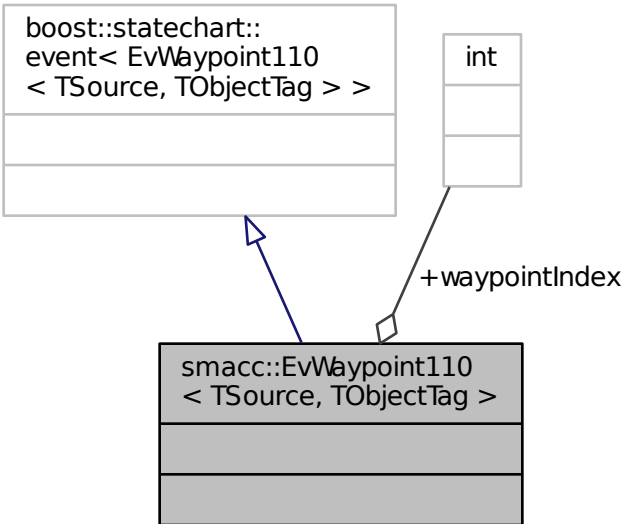 boost::statechart::
event< EvWaypoint110
< TSource, TObjectTag > >
int
+waypointIndex
smacc::EvWaypoint110
< TSource, TObjectTag >